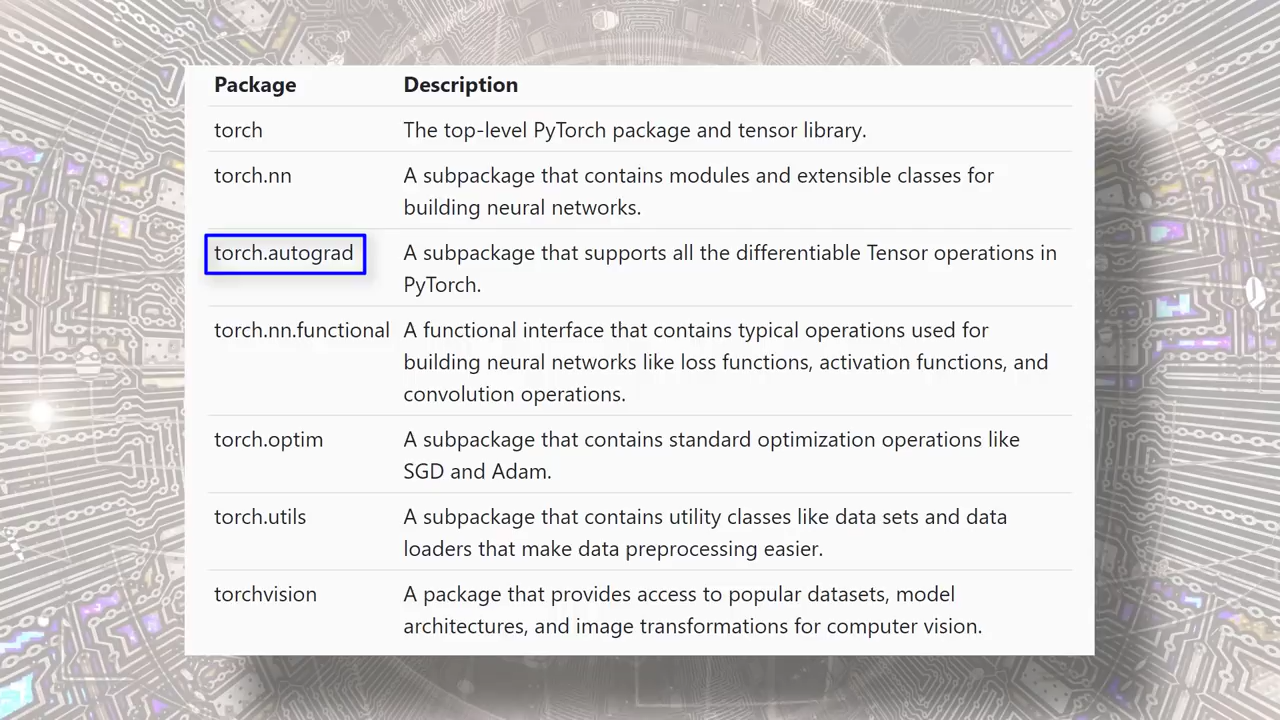 Package Description
torch The top-level PyTorch package and tensor library.
torch.nn A subpackage that contains modules and extensible classes for
building neural networks.
torch.autograd A subpackage that supports all the differentiable Tensor operations in
PyTorch.
torch.nn.functional A functional interface that contains typical operations used for
building neural networks like loss functions, activation functions, and
convolution operations.
torch.optim A subpackage that contains standard optimization operations like
SGD and Adam.
torch.utils A subpackage that contains utility classes like data sets and data
loaders that make data preprocessing easier.
torchvision A package that provides access to popular datasets, model
architectures, and image transformations for computer vision.